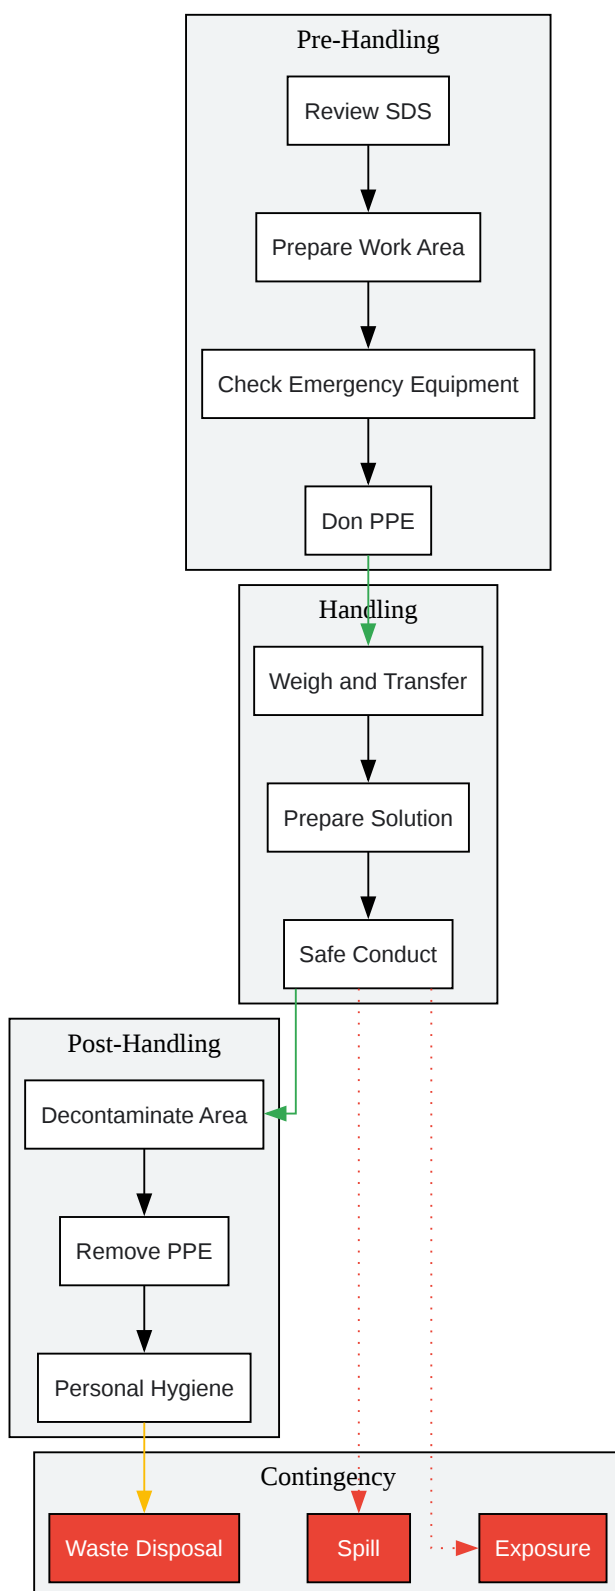 Pre-Handling
Review SDS
Prepare Work Area
Check Emergency Equipment
Don PPE
Handling
Weigh and Transfer
Prepare Solution
Safe Conduct
Post-Handling
Decontaminate Area
Remove PPE
Personal Hygiene
Contingency
Waste Disposal
Spill
Exposure